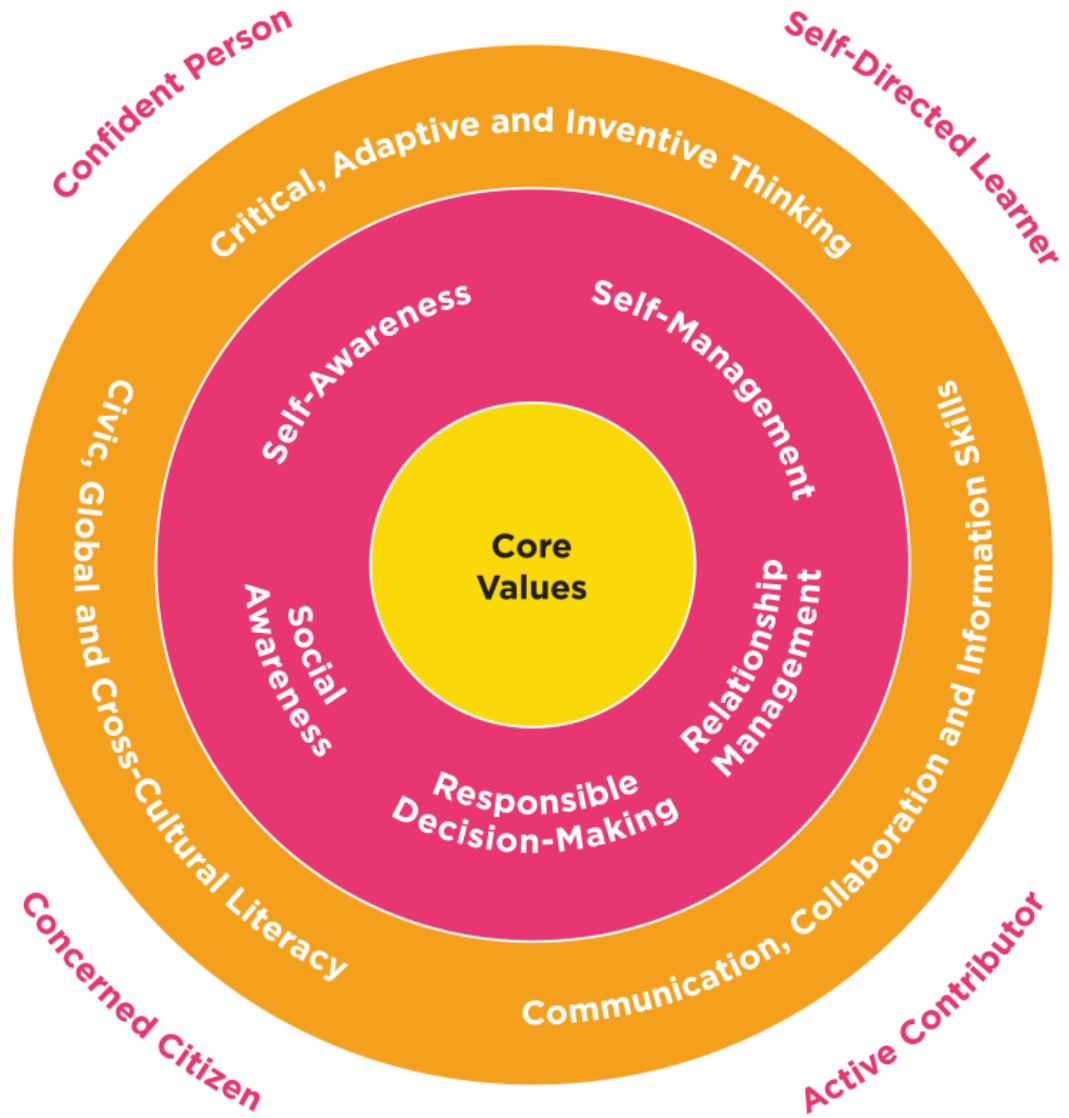 Confident Person
Self-Directed Learner
Critical, Adaptive and Inventive Thinking
Self-Awareness
Self-Management
Civic, Global and Cross-Cultural Literacy
Communication, Collaboration and Information Skills
Core
Values
Social
Awareness
Relationship
Management
Responsible
Decision-Making
Concerned Citizen
Active Contributor